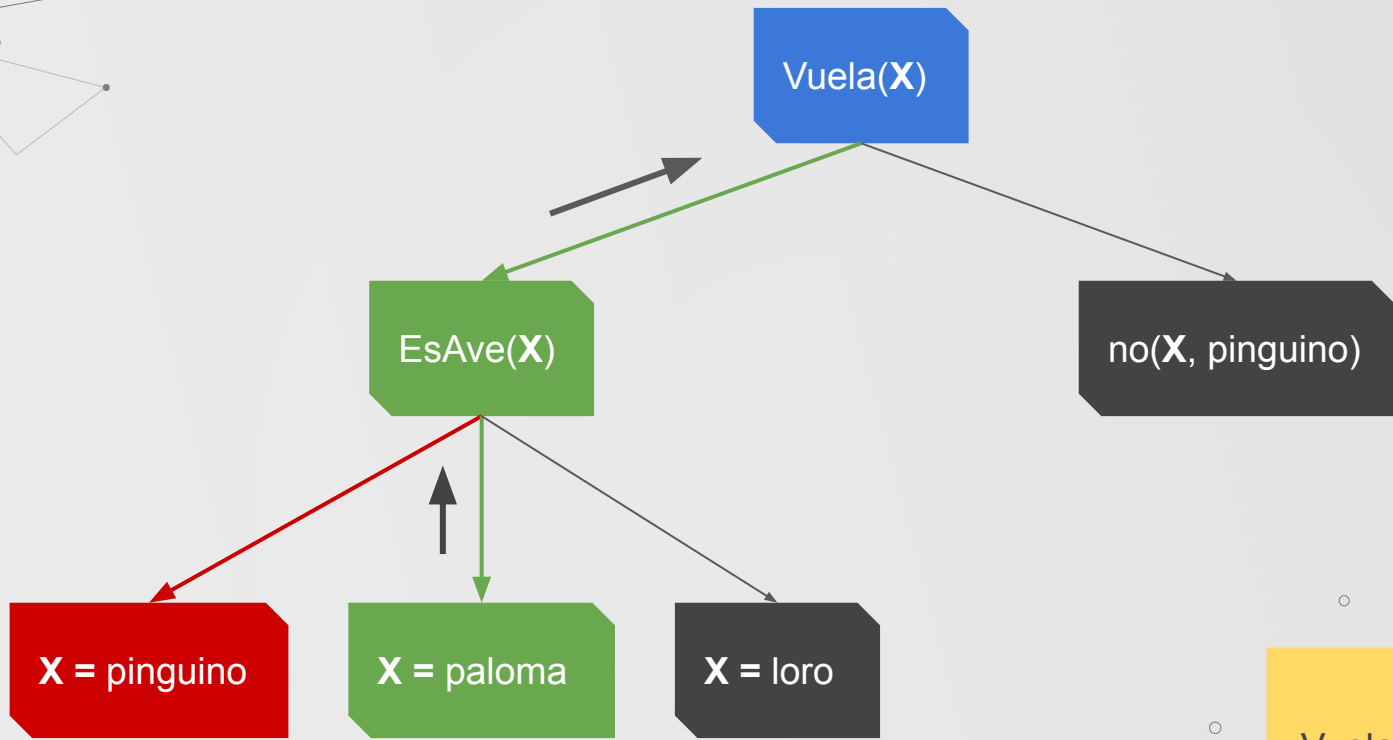 Vuela(X)
EsAve(X)
no(X, pinguino)
X = pinguino
X = paloma
X = loro